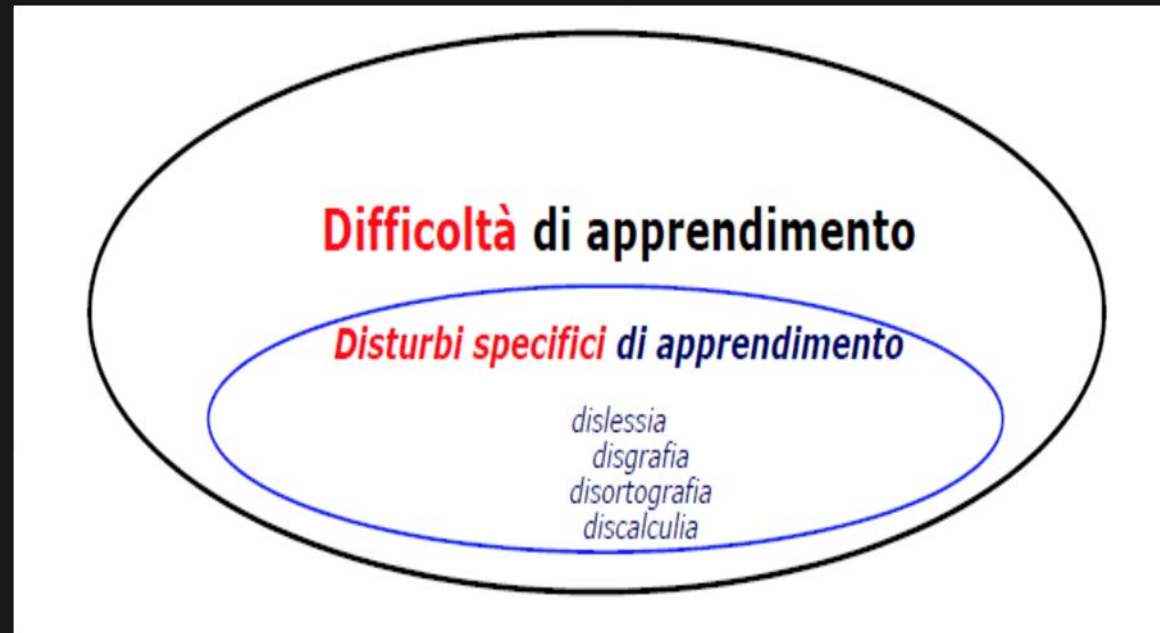 Difficoltà di apprendimento
Disturbi specifici di apprendimento
dislessia
disgrafia
disortografia
discalculia